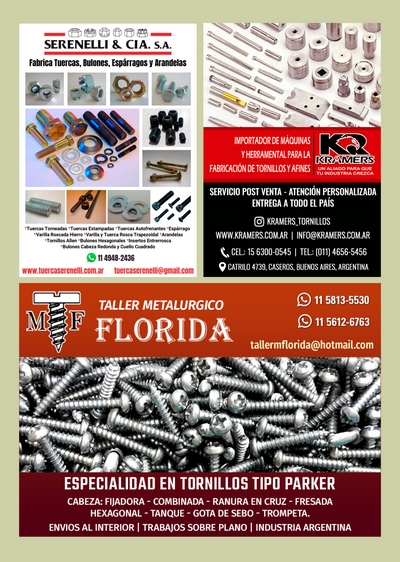 SERENELLI & CIA. S.A.
Fabrica Tuercas, Bulones, Espárragos y Arandelas
*Tuercas Torneadas *Tuercas Estampadas *Tuercas Autofrenantes *Espárrago
*Varilla Roscada Hierro *Varilla y Tuerca Rosca Trapezoidal *Arandelas
*Tornillos Allen *Bulones Hexagonales *Insertos Entrerrosca
*Bulones Cabeza Redonda y Cuello Cuadrado
11 4948-2436
www.tuercaserenelli.com.ar tuercaserenelli@gmail.com
IMPORTADOR DE MÁQUINAS
Y HERRAMENTAL PARA LA
FABRICACIÓN DE TORNILLOS Y AFINES
KRAMERS
UN ALIADO PARA QUE
TU INDUSTRIA CREZCA
SERVICIO POST VENTA - ATENCIÓN PERSONALIZADA
ENTREGA A TODO EL PAÍS
KRAMERS_TORNILLOS
WWW.KRAMERS.COM.AR | INFO@KRAMERS.COM.AR
CEL: 15 6300-0545 | TEL: (011) 4656-5456
CATRILO 4739, CASEROS, BUENOS AIRES, ARGENTINA
M F
TALLER METALURGICO
FLORIDA
11 5813-5530
11 5612-6763
tallermflorida@hotmail.com
ESPECIALIDAD EN TORNILLOS TIPO PARKER
CABEZA: FIJADORA - COMBINADA - RANURA EN CRUZ - FRESADA
HEXAGONAL - TANQUE - GOTA DE SEBO - TROMPETA.
ENVIOS AL INTERIOR | TRABAJOS SOBRE PLANO | INDUSTRIA ARGENTINA